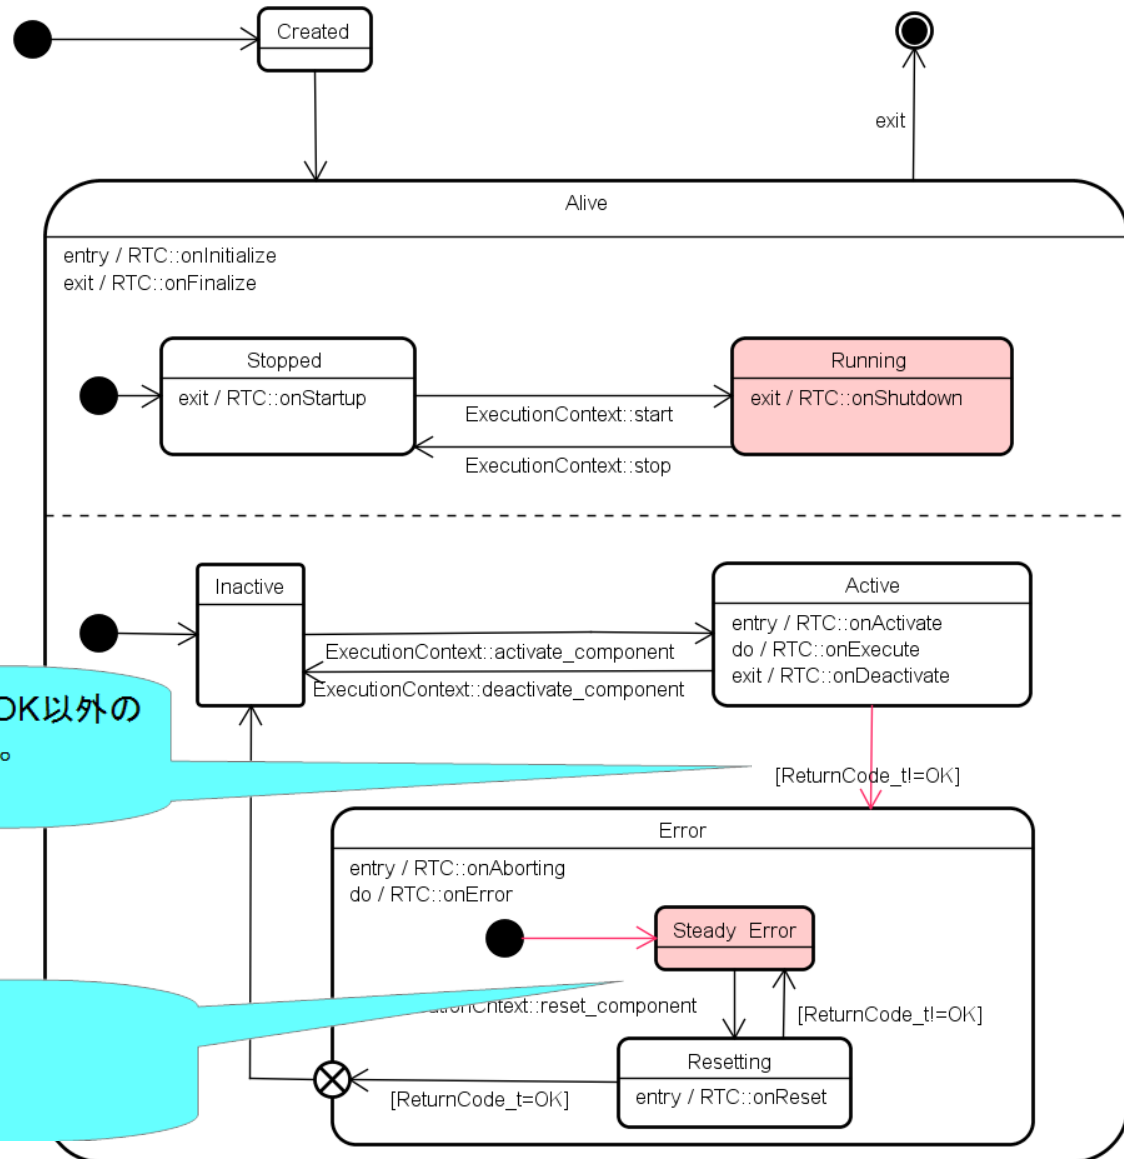 Created
exit
Alive
entry / RTC::onInitialize
exit / RTC::onFinalize
Stopped
exit / RTC::onStartup
Running
exit / RTC::onShutdown
ExecutionContext::start
ExecutionContext::stop
Inactive
Active
entry / RTC::onActivate
do / RTC::onExecute
exit / RTC::onDeactivate
ExecutionContext::activate_component
ExecutionContext::deactivate_component
OK以外の
。
[ReturnCode_t!=OK]
Error
entry / RTC::onAborting
do / RTC::onError
Steady Error
::reset_component
[ReturnCode_t!=OK]
Resetting
entry / RTC::onReset
[ReturnCode_t=OK]